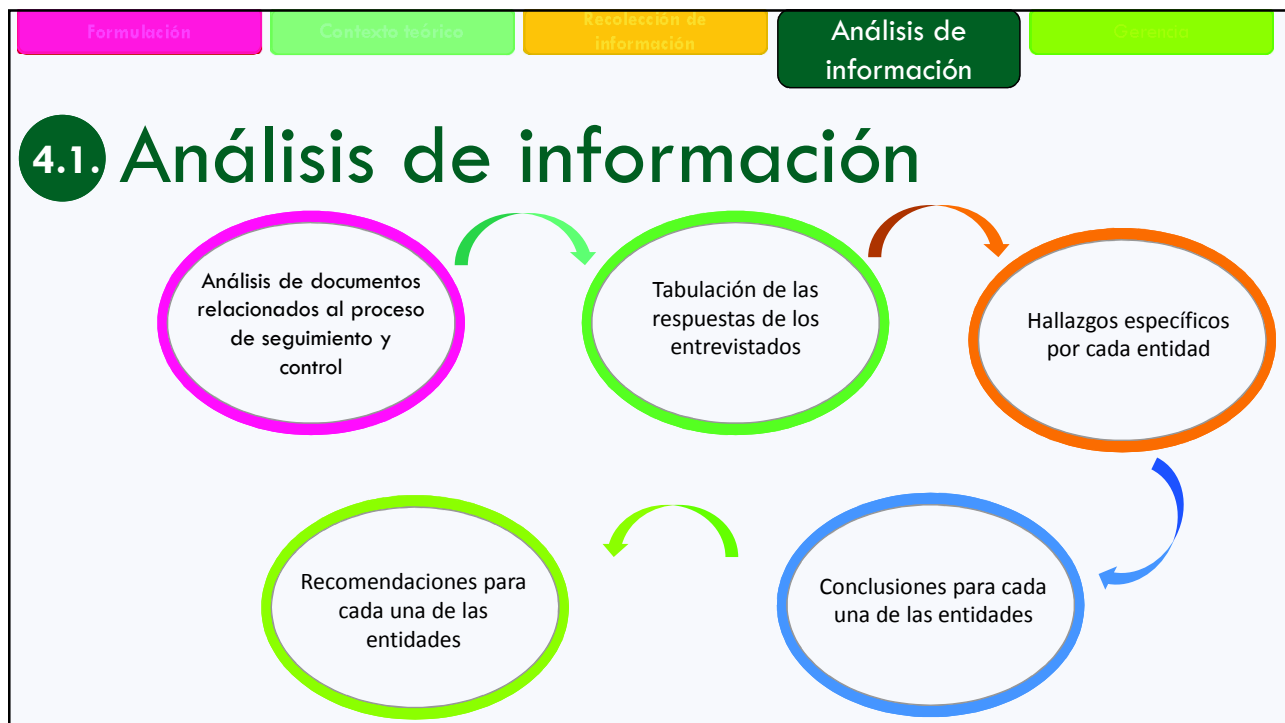 Formulación
Contexto teórico
Recolección de
información
Análisis de
información
Gerencia
4.1. Análisis de información
Análisis de documentos
relacionados al proceso
de seguimiento y
control
Tabulación de las
respuestas de los
entrevistados
Hallazgos específicos
por cada entidad
Conclusiones para cada
una de las entidades
Recomendaciones para
cada una de las
entidades